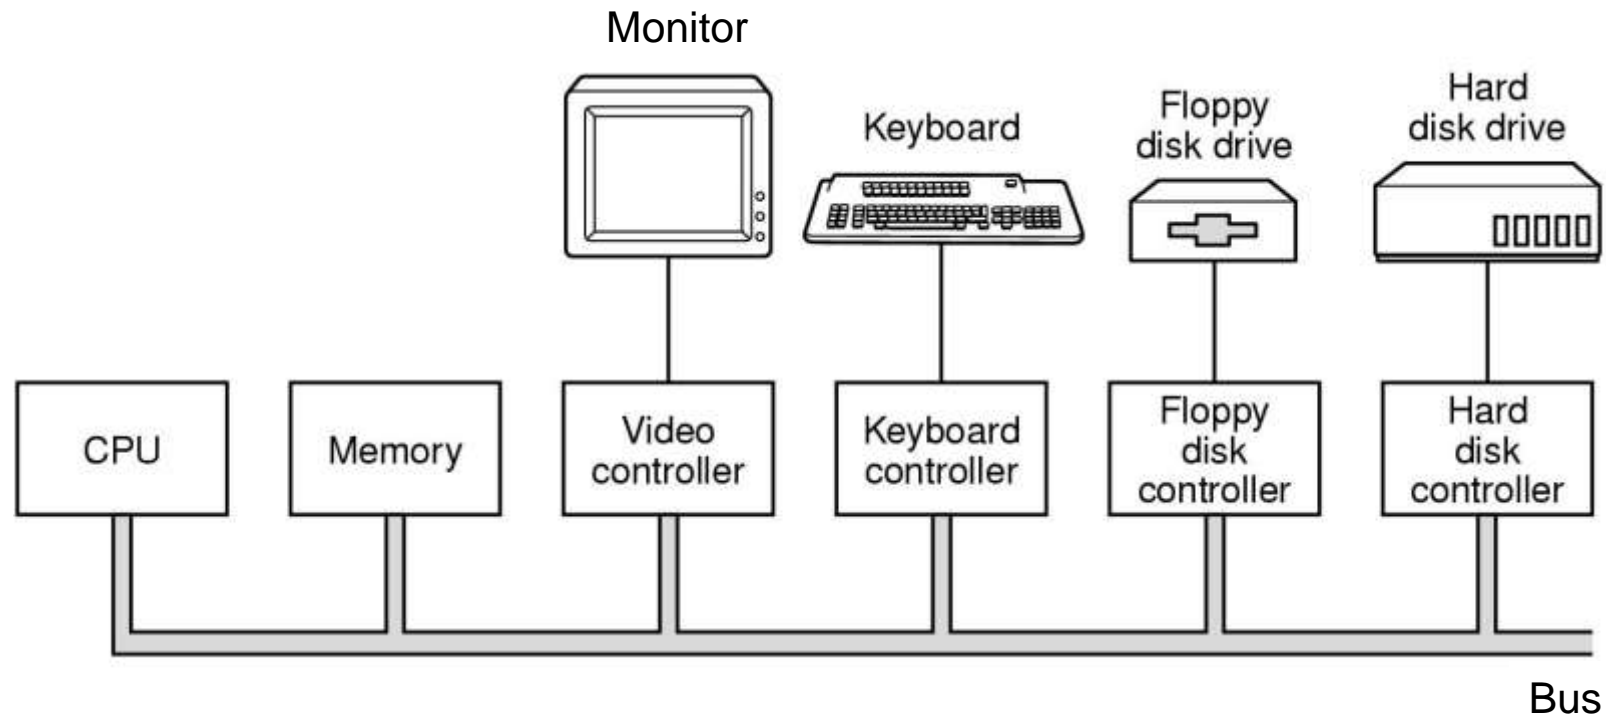 Monitor
Keyboard
Floppy
disk drive
Hard
disk drive
CPU
Memory
Video
controller
Keyboard
controller
Floppy
disk
controller
Hard
disk
controller
Bus